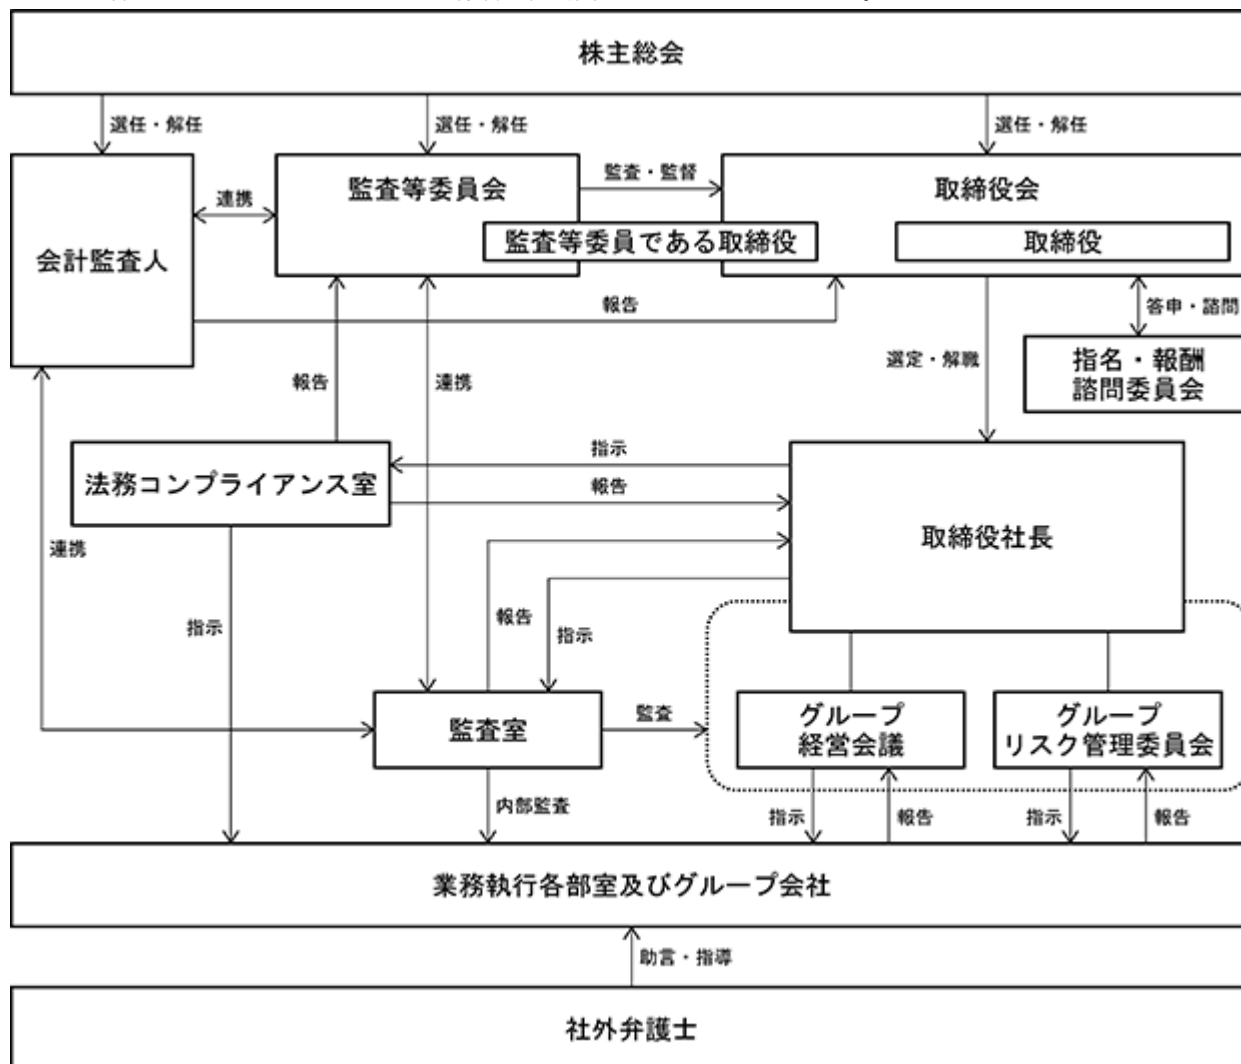 株主総会
選任・解任
選任・解任
選任・解任
会計監査人
連携
監査等委員会
監査・監督
取締役会
監査等委員である取締役
取締役
報告
答申・諮問
指名・報酬
諮問委員会
選定・解職
報告
連携
法務コンプライアンス室
指示
報告
取締役社長
連携
指示
報告
指示
監査室
監査
グループ
経営会議
グループ
リスク管理委員会
内部監査
指示
報告
指示
報告
業務執行各部室及びグループ会社
助言・指導
社外弁護士